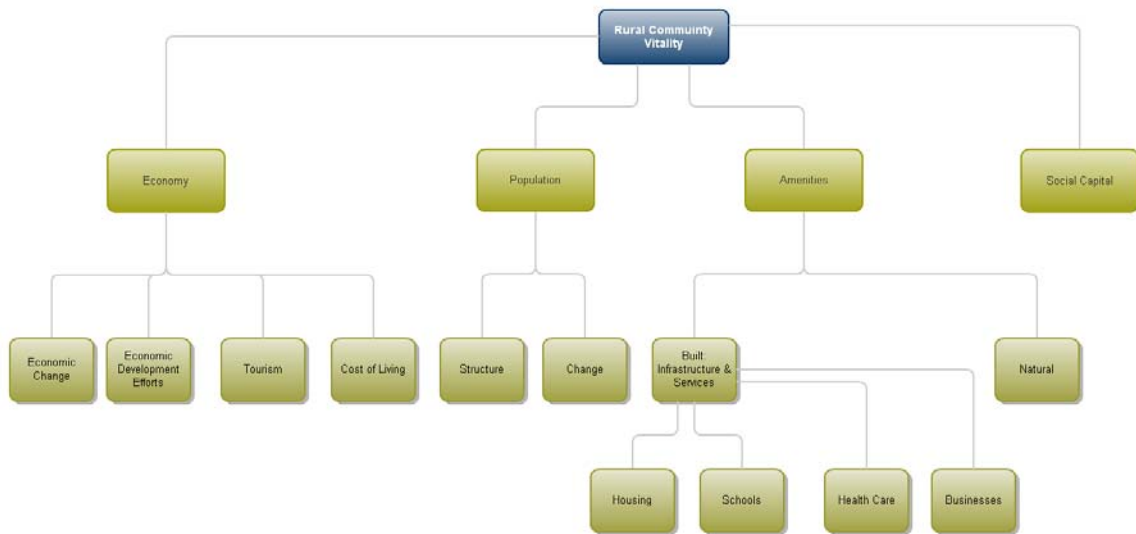 Rural Commuinty
Vitality
Economy
Population
Amenities
Social Capital
Economic
Change
Economic
Development
Efforts
Tourism
Cost of Living
Structure
Change
Built:
Infrastructure &
Services
Natural
Housing
Schools
Health Care
Businesses